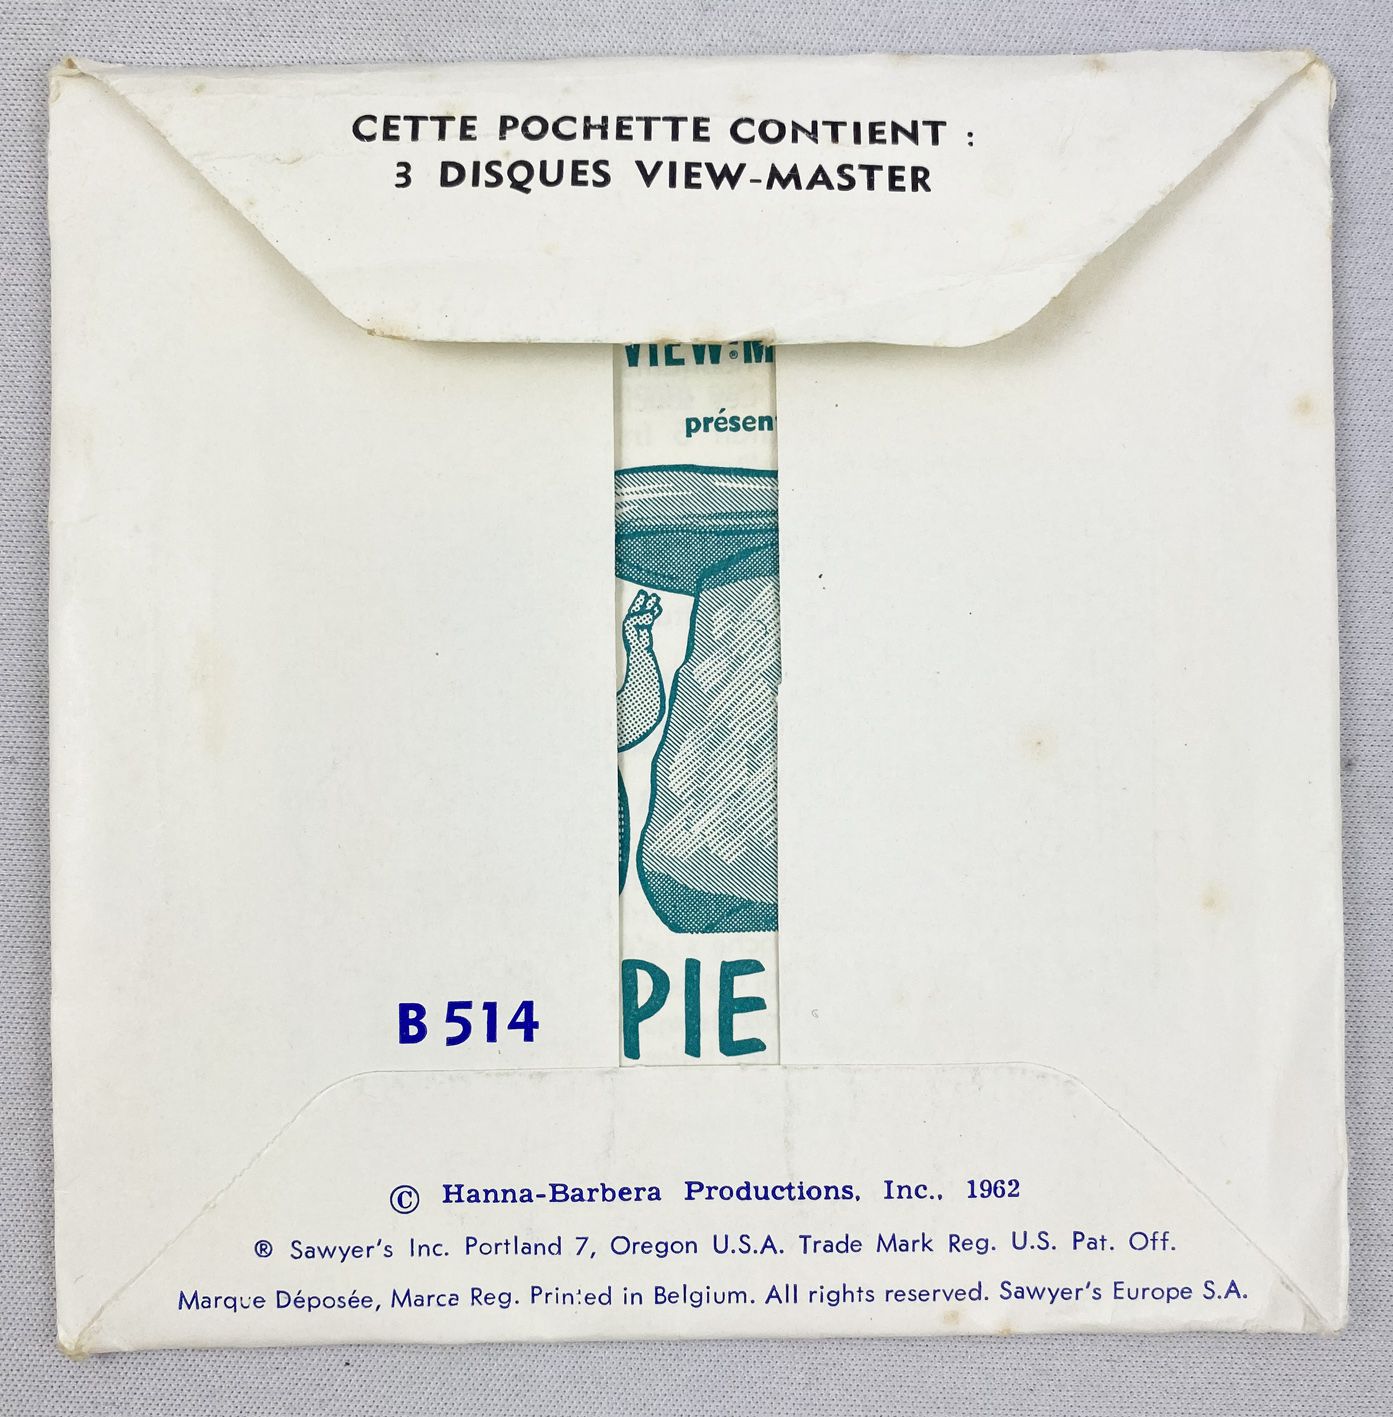 CETTE POCHETTE CONTIENT :
3 DISQUES VIEW-MASTER
VIEW-M
présen
PIE
B 514
© Hanna-Barbera Productions, Inc., 1962
® Sawyer's Inc. Portland 7, Oregon U.S.A. Trade Mark Reg. U.S. Pat. Off.
Marque Déposée, Marca Reg. Printed in Belgium. All rights reserved. Sawyer's Europe S.A.